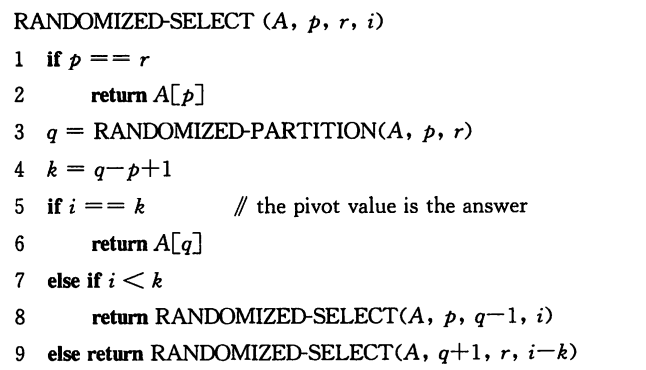 RANDOMIZED-SELECT (A, p, r, i)
1 if p == r
2 return A[p]
3 q = RANDOMIZED-PARTITION(A, p, r)
4 k = q-p+1
5 if i == k // the pivot value is the answer
6 return A[q]
7 else if i < k
8 return RANDOMIZED-SELECT(A, p, q-1, i)
9 else return RANDOMIZED-SELECT(A, q+1, r, i-k)